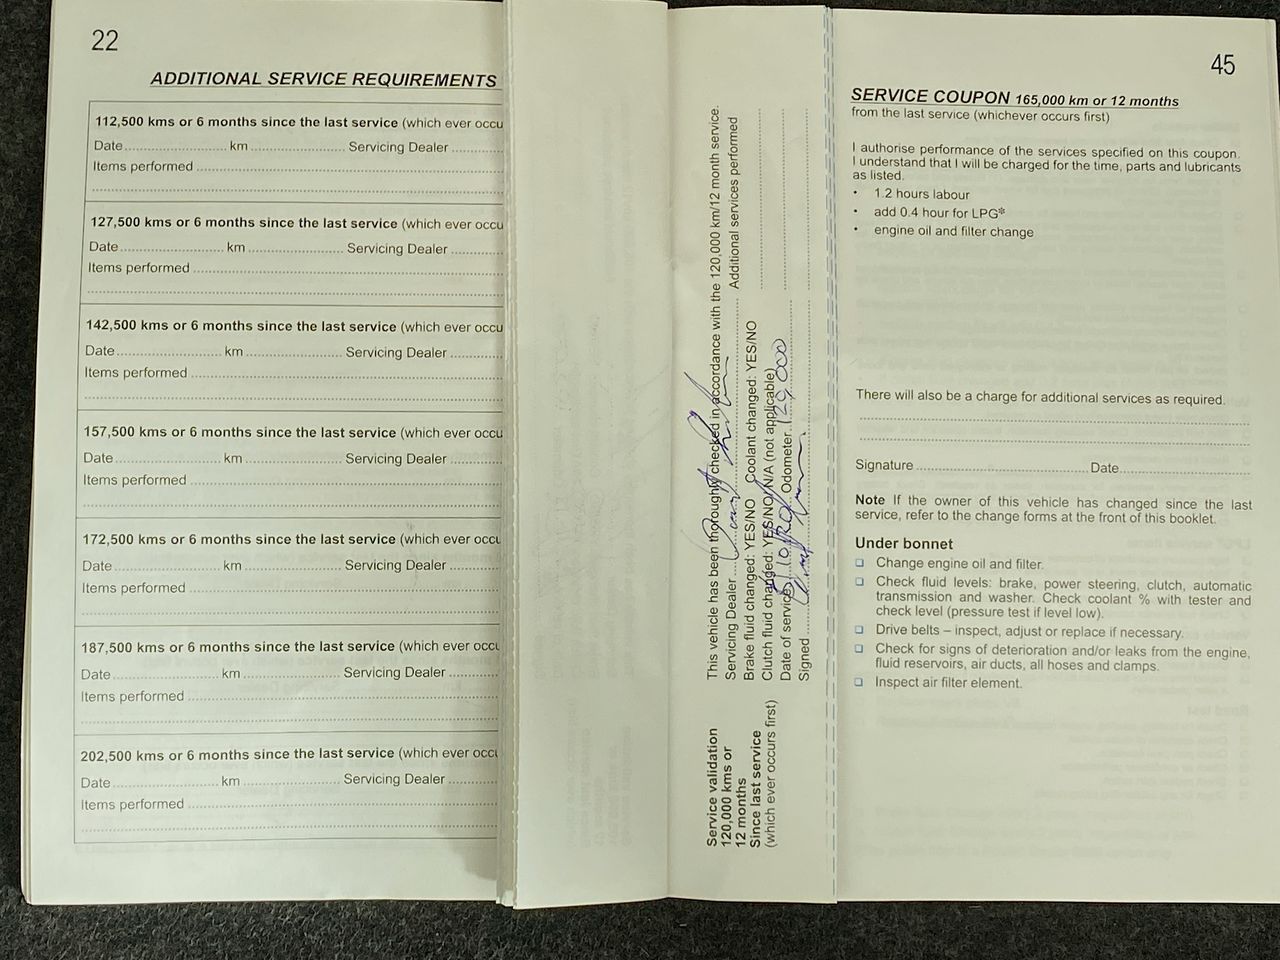 22
ADDITIONAL SERVICE REQUIREMENTS
112,500 kms or 6 months since the last service (which ever occu
Date.......................... km ........................ Servicing Dealer ..............
Items performed ......................................................................
127,500 kms or 6 months since the last service (which ever occu
Date.......................... km ........................ Servicing Dealer ..............
Items performed ......................................................................
142,500 kms or 6 months since the last service (which ever occu
Date.......................... km ........................ Servicing Dealer ..............
Items performed ......................................................................
157,500 kms or 6 months since the last service (which ever occu
Date.......................... km ........................ Servicing Dealer ..............
Items performed ......................................................................
172,500 kms or 6 months since the last service (which ever occu
Date.......................... km ........................ Servicing Dealer ..............
Items performed ......................................................................
187,500 kms or 6 months since the last service (which ever occu
Date.......................... km ........................ Servicing Dealer ..............
Items performed ......................................................................
202,500 kms or 6 months since the last service (which ever occu
Date.......................... km ........................ Servicing Dealer ..............
Items performed ......................................................................
Service validation
120,000 kms or
12 months
Since last service
(which ever occurs first)
This vehicle has been thoroughly checked in accordance with the 120,000 km/12 month service.
Servicing Dealer .......... Additional services performed
Brake fluid changed: YES/NO Coolant changed: YES/NO
Clutch fluid changed: YES/NO/N/A (not applicable)
Date of service Odometer 129,000
Signed
45
SERVICE COUPON 165,000 km or 12 months
from the last service (whichever occurs first)
I authorise performance of the services specified on this coupon.
I understand that I will be charged for the time, parts and lubricants
as listed.
• 1.2 hours labour
• add 0.4 hour for LPG*
• engine oil and filter change
There will also be a charge for additional services as required.
Signature ............................................. Date.................................
Note If the owner of this vehicle has changed since the last
service, refer to the change forms at the front of this booklet.
Under bonnet
❑ Change engine oil and filter.
❑ Check fluid levels: brake, power steering, clutch, automatic
transmission and washer. Check coolant % with tester and
check level (pressure test if level low).
❑ Drive belts – inspect, adjust or replace if necessary.
❑ Check for signs of deterioration and/or leaks from the engine,
fluid reservoirs, air ducts, all hoses and clamps.
❑ Inspect air filter element.